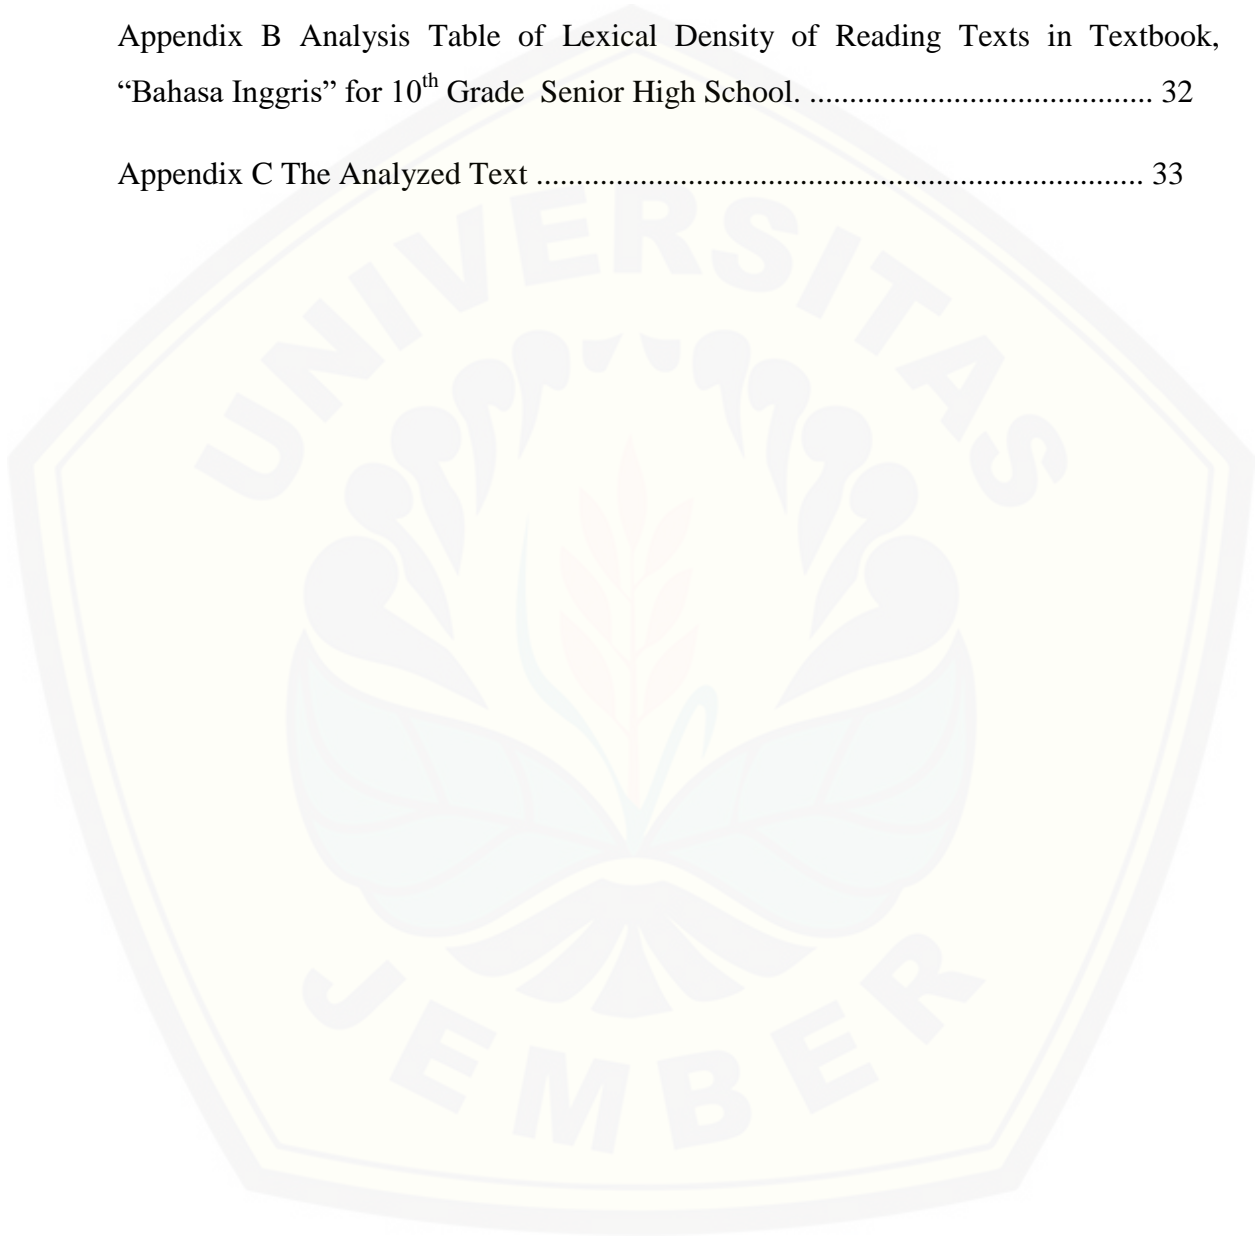 Appendix B Analysis Table of Lexical Density of Reading Texts in Textbook,
“Bahasa Inggris” for 10th Grade Senior High School. .......................................... 32
Appendix C The Analyzed Text ........................................................................... 33
UNIVERSITAS
JEMBER